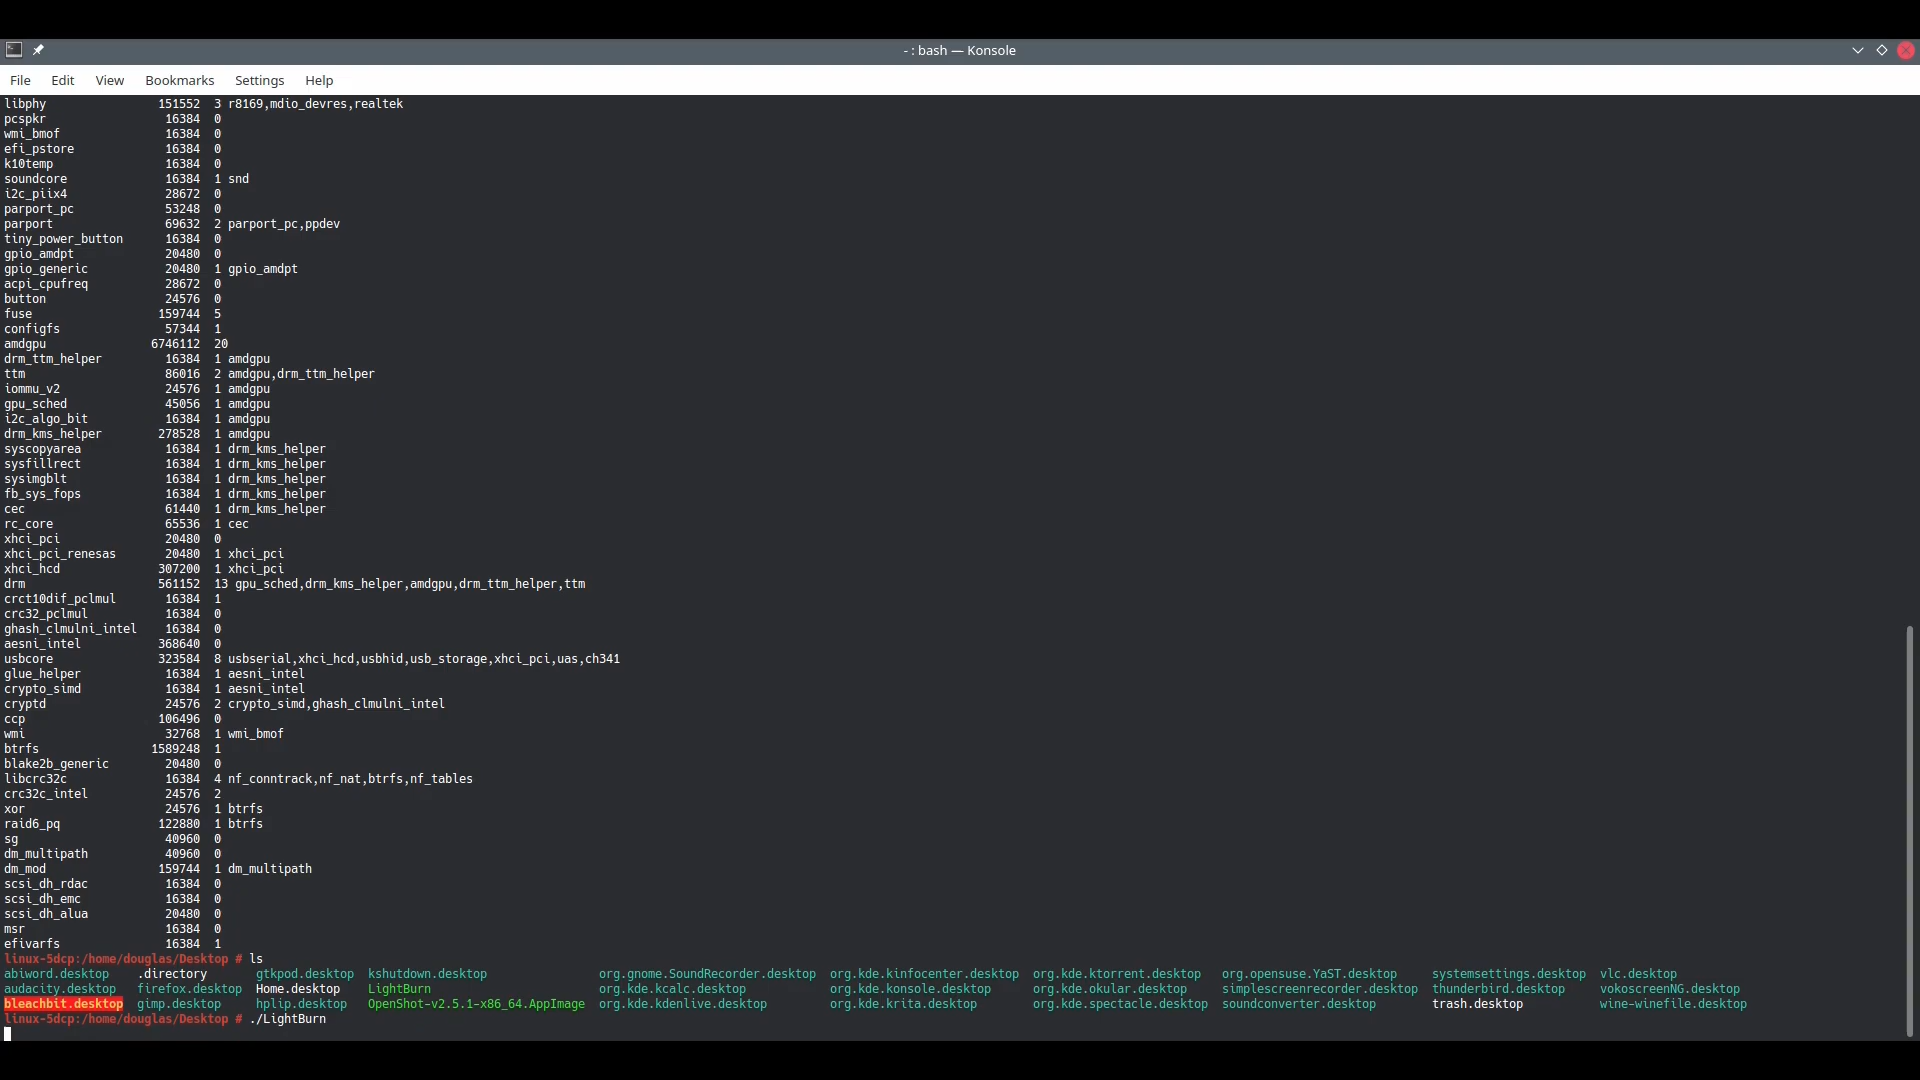 - : bash — Konsole
File Edit View Bookmarks Settings Help
libphy 151552 3 r8169,mdio_devres,realtek
pcspkr 16384 0
wmi_bmof 16384 0
efi_pstore 16384 0
k10temp 16384 0
soundcore 16384 1 snd
i2c_piix4 28672 0
parport_pc 53248 0
parport 69632 2 parport_pc,ppdev
tiny_power_button 16384 0
gpio_amdpt 20480 0
gpio_generic 20480 1 gpio_amdpt
acpi_cpufreq 28672 0
button 24576 0
fuse 159744 5
configfs 57344 1
amdgpu 6746112 20
drm_ttm_helper 16384 1 amdgpu
ttm 86016 2 amdgpu,drm_ttm_helper
iommu_v2 24576 1 amdgpu
gpu_sched 45056 1 amdgpu
i2c_algo_bit 16384 1 amdgpu
drm_kms_helper 278528 1 amdgpu
syscopyarea 16384 1 drm_kms_helper
sysfillrect 16384 1 drm_kms_helper
sysimgblt 16384 1 drm_kms_helper
fb_sys_fops 16384 1 drm_kms_helper
cec 61440 1 drm_kms_helper
rc_core 65536 1 cec
xhci_pci 20480 0
xhci_pci_renesas 20480 1 xhci_pci
xhci_hcd 307200 1 xhci_pci
drm 561152 13 gpu_sched,drm_kms_helper,amdgpu,drm_ttm_helper,ttm
crct10dif_pclmul 16384 1
crc32_pclmul 16384 0
ghash_clmulni_intel 16384 0
aesni_intel 368640 0
usbcore 323584 8 usbserial,xhci_hcd,usbhid,usb_storage,xhci_pci,uas,ch341
glue_helper 16384 1 aesni_intel
crypto_simd 16384 1 aesni_intel
cryptd 24576 2 crypto_simd,ghash_clmulni_intel
ccp 106496 0
wmi 32768 1 wmi_bmof
btrfs 1589248 1
blake2b_generic 20480 0
libcrc32c 16384 4 nf_conntrack,nf_nat,btrfs,nf_tables
crc32c_intel 24576 2
xor 24576 1 btrfs
raid6_pq 122880 1 btrfs
sg 40960 0
dm_multipath 40960 0
dm_mod 159744 1 dm_multipath
scsi_dh_rdac 16384 0
scsi_dh_emc 16384 0
scsi_dh_alua 20480 0
msr 16384 0
efivarfs 16384 1
linux-5dcp:/home/douglas/Desktop # ls
abiword.desktop .directory gtkpod.desktop kshutdown.desktop org.gnome.SoundRecorder.desktop org.kde.kinfocenter.desktop org.kde.ktorrent.desktop org.opensuse.YaST.desktop systemsettings.desktop vlc.desktop
audacity.desktop firefox.desktop Home.desktop LightBurn org.kde.kcalc.desktop org.kde.konsole.desktop org.kde.okular.desktop simplescreenrecorder.desktop thunderbird.desktop vokoscreenNG.desktop
bleachbit.desktop gimp.desktop hplip.desktop OpenShot-v2.5.1-x86_64.AppImage org.kde.kdenlive.desktop org.kde.krita.desktop org.kde.spectacle.desktop soundconverter.desktop trash.desktop wine-winefile.desktop
linux-5dcp:/home/douglas/Desktop # ./LightBurn